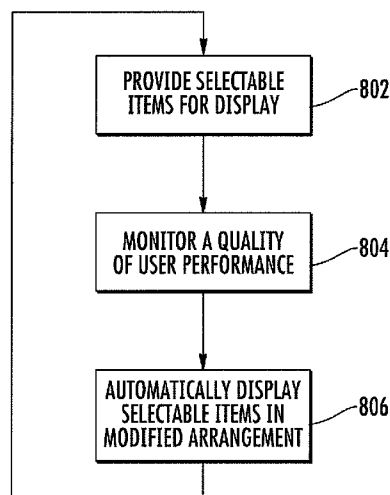 PROVIDE SELECTABLE
ITEMS FOR DISPLAY
802
MONITOR A QUALITY
OF USER PERFORMANCE
804
AUTOMATICALLY DISPLAY
SELECTABLE ITEMS IN
MODIFIED ARRANGEMENT
806